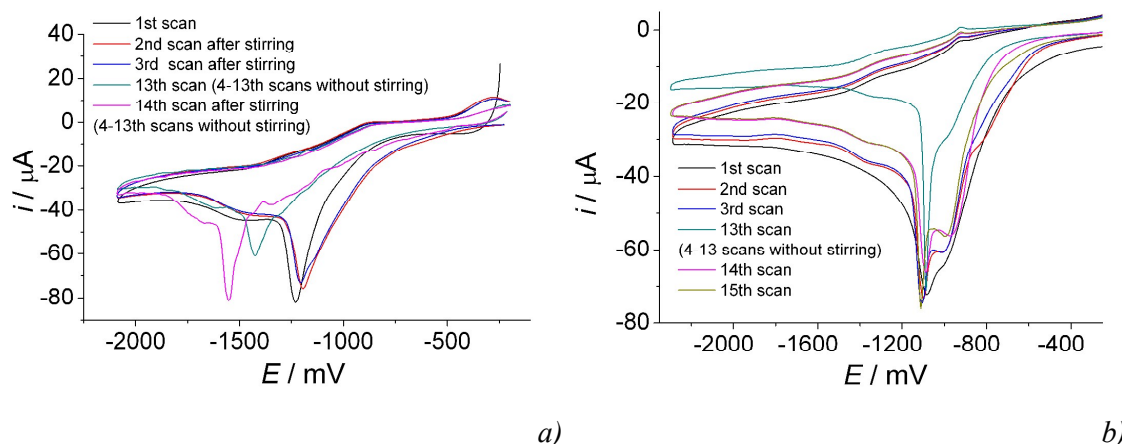 1st scan
2nd scan after stirring
3rd  scan after stirring
13th scan (4-13th scans without stirring)
14th scan after stirring
(4-13th scans without stirring)
40
20
0
-20
-40
-60
-80
i / µA
-2000 -1500 -1000 -500
E / mV
a)
0
-20
-40
-60
-80
i / µA
1st scan
2nd scan
3rd scan
13th scan
(4-13 scans without stirring)
14th scan
15th scan
-2000 -1600 -1200 -800 -400
E / mV
b)